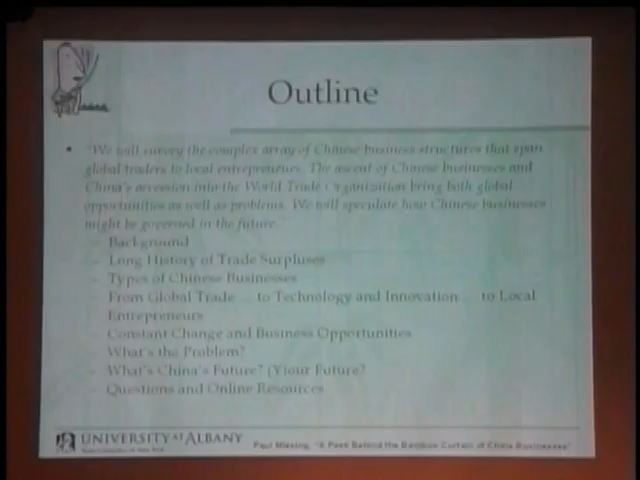 Outline
• "We will survey the complex array of Chinese business structures that span
global traders to local entrepreneurs. The ascent of Chinese businesses and
China's accession into the World Trade Organization bring both global
opportunities as well as problems. We will speculate how Chinese businesses
might be governed in the future."
– Background
– Long History of Trade Surpluses
– Types of Chinese Businesses
– From Global Trade … to Technology and Innovation … to Local
Entrepreneurs
– Constant Change and Business Opportunities
– What's the Problem?
– What's China's Future? (Y)our Future?
– Questions and Online Resources
UNIVERSITY AT ALBANY
Paul Miesing, "A Peek Behind the Bamboo Curtain of China Businesses"